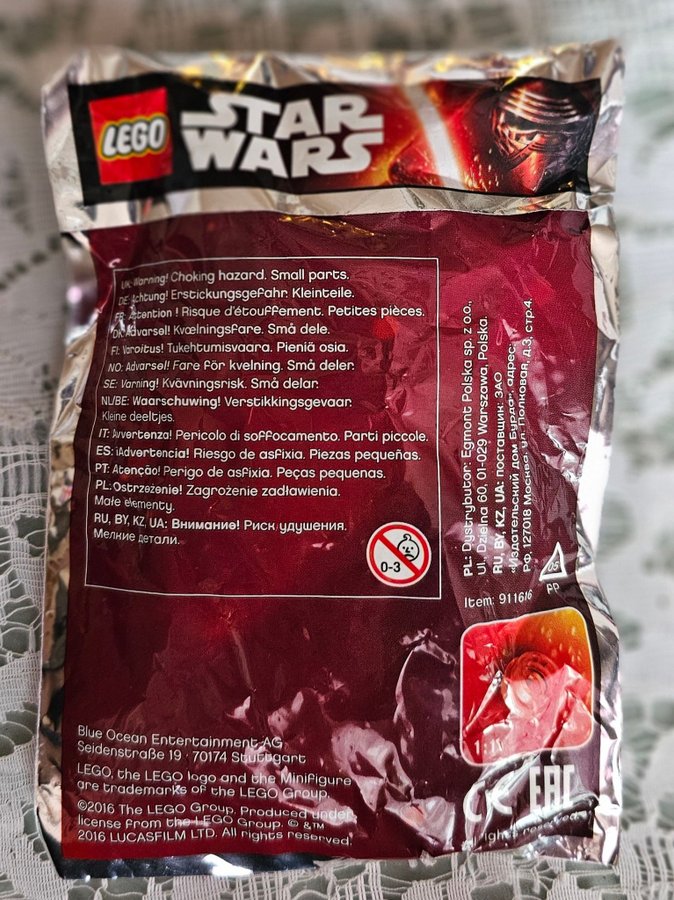 LEGO
STAR
WARS
UK: Warning! Choking hazard. Small parts.
DE: Achtung! Erstickungsgefahr. Kleinteile.
FR: Attention ! Risque d'étouffement. Petites pièces.
DK: Advarsel! Kvælningsfare. Små dele.
FI: Varoitus! Tukehtumisvaara. Pieniä osia.
NO: Advarsel! Fare för kvelning. Små deler.
SE: Varning! Kvävningsrisk. Små delar.
NL/BE: Waarschuwing! Verstikkingsgevaar.
Kleine deeltjes.
IT: Avvertenza! Pericolo di soffocamento. Parti piccole.
ES: ¡Advertencia! Riesgo de asfixia. Piezas pequeñas.
PT: Atenção! Perigo de asfixia. Peças pequenas.
PL: Ostrzeżenie! Zagrożenie zadławienia.
Małe elementy.
RU, BY, KZ, UA: Внимание! Риск удушения.
Мелкие детали.
0-3
PL: Dystrybutor: Egmont Polska sp. z o.o.,
Ul. Dzielna 60, 01-029 Warszawa, Polska.
RU, BY, KZ, UA: поставщик: ЗАО
«Издательский дом Бурда», адрес:
РФ, 127018 Москва, ул. Полковая, д.3, стр.4.
05
PP
Item: 911616
1:1
Blue Ocean Entertainment AG
Seidenstraße 19 · 70174 Stuttgart
LEGO, the LEGO logo and the Minifigure
are trademarks of the LEGO Group.
©2016 The LEGO Group. Produced under
license from the LEGO Group. © & TM
2016 LUCASFILM LTD. All rights reserved.
CE EAC
rights reserved